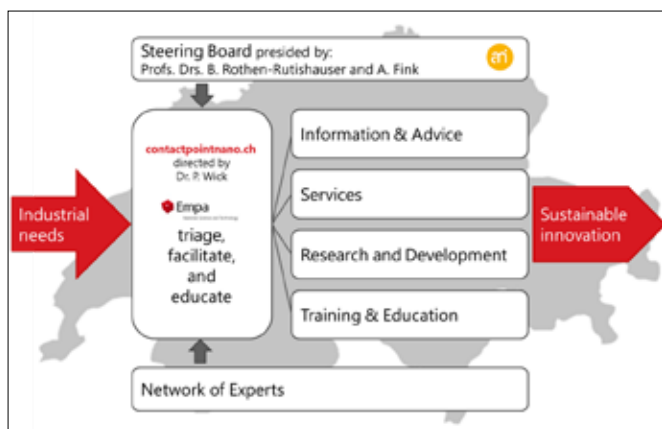 Steering Board presided by:
Profs. Drs. B. Rothen-Rutishauser and A. Fink
contactpointnano.ch
directed by
Dr. P. Wick
Empa
triage,
facilitate,
and
educate
Industrial
needs
Information & Advice
Services
Research and Development
Training & Education
Sustainable
innovation
Network of Experts